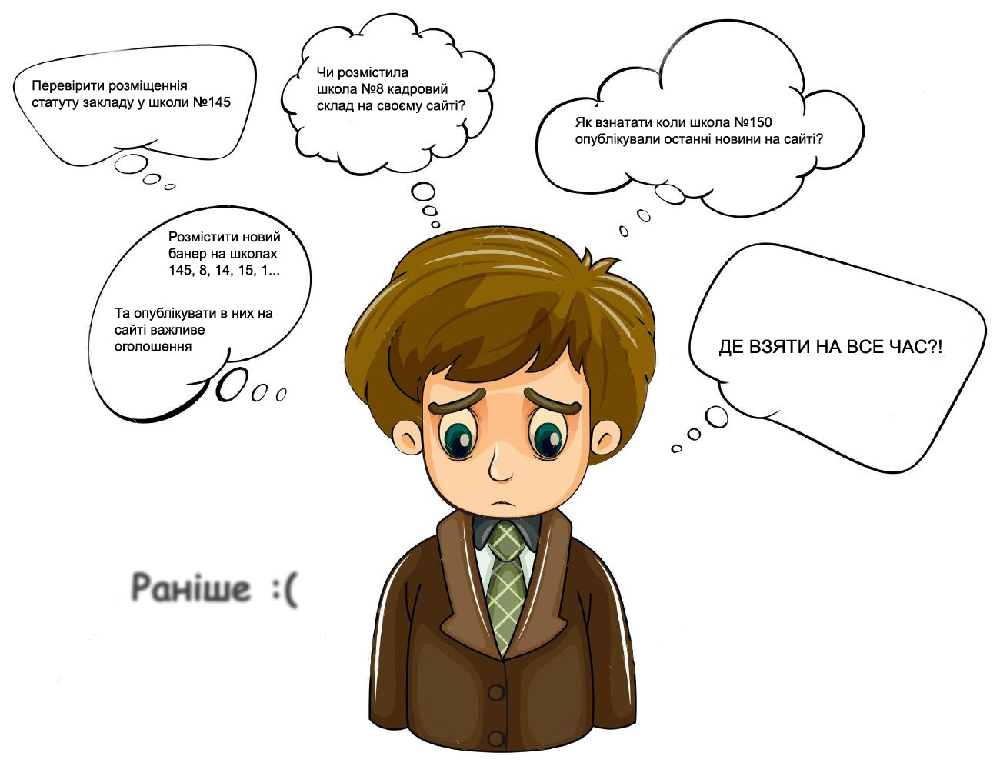 Перевірити розміщеннія
статуту закладу у школи №145
Чи розмістила
школа №8 кадровий
склад на своєму сайті?
Як взнатати коли школа №150
опублікували останні новини на сайті?
Розмістити новий
банер на школах
145, 8, 14, 15, 1...
Та опублікувати в них на
сайті важливе
оголошення
ДЕ ВЗЯТИ НА ВСЕ ЧАС?!
Раніше :(